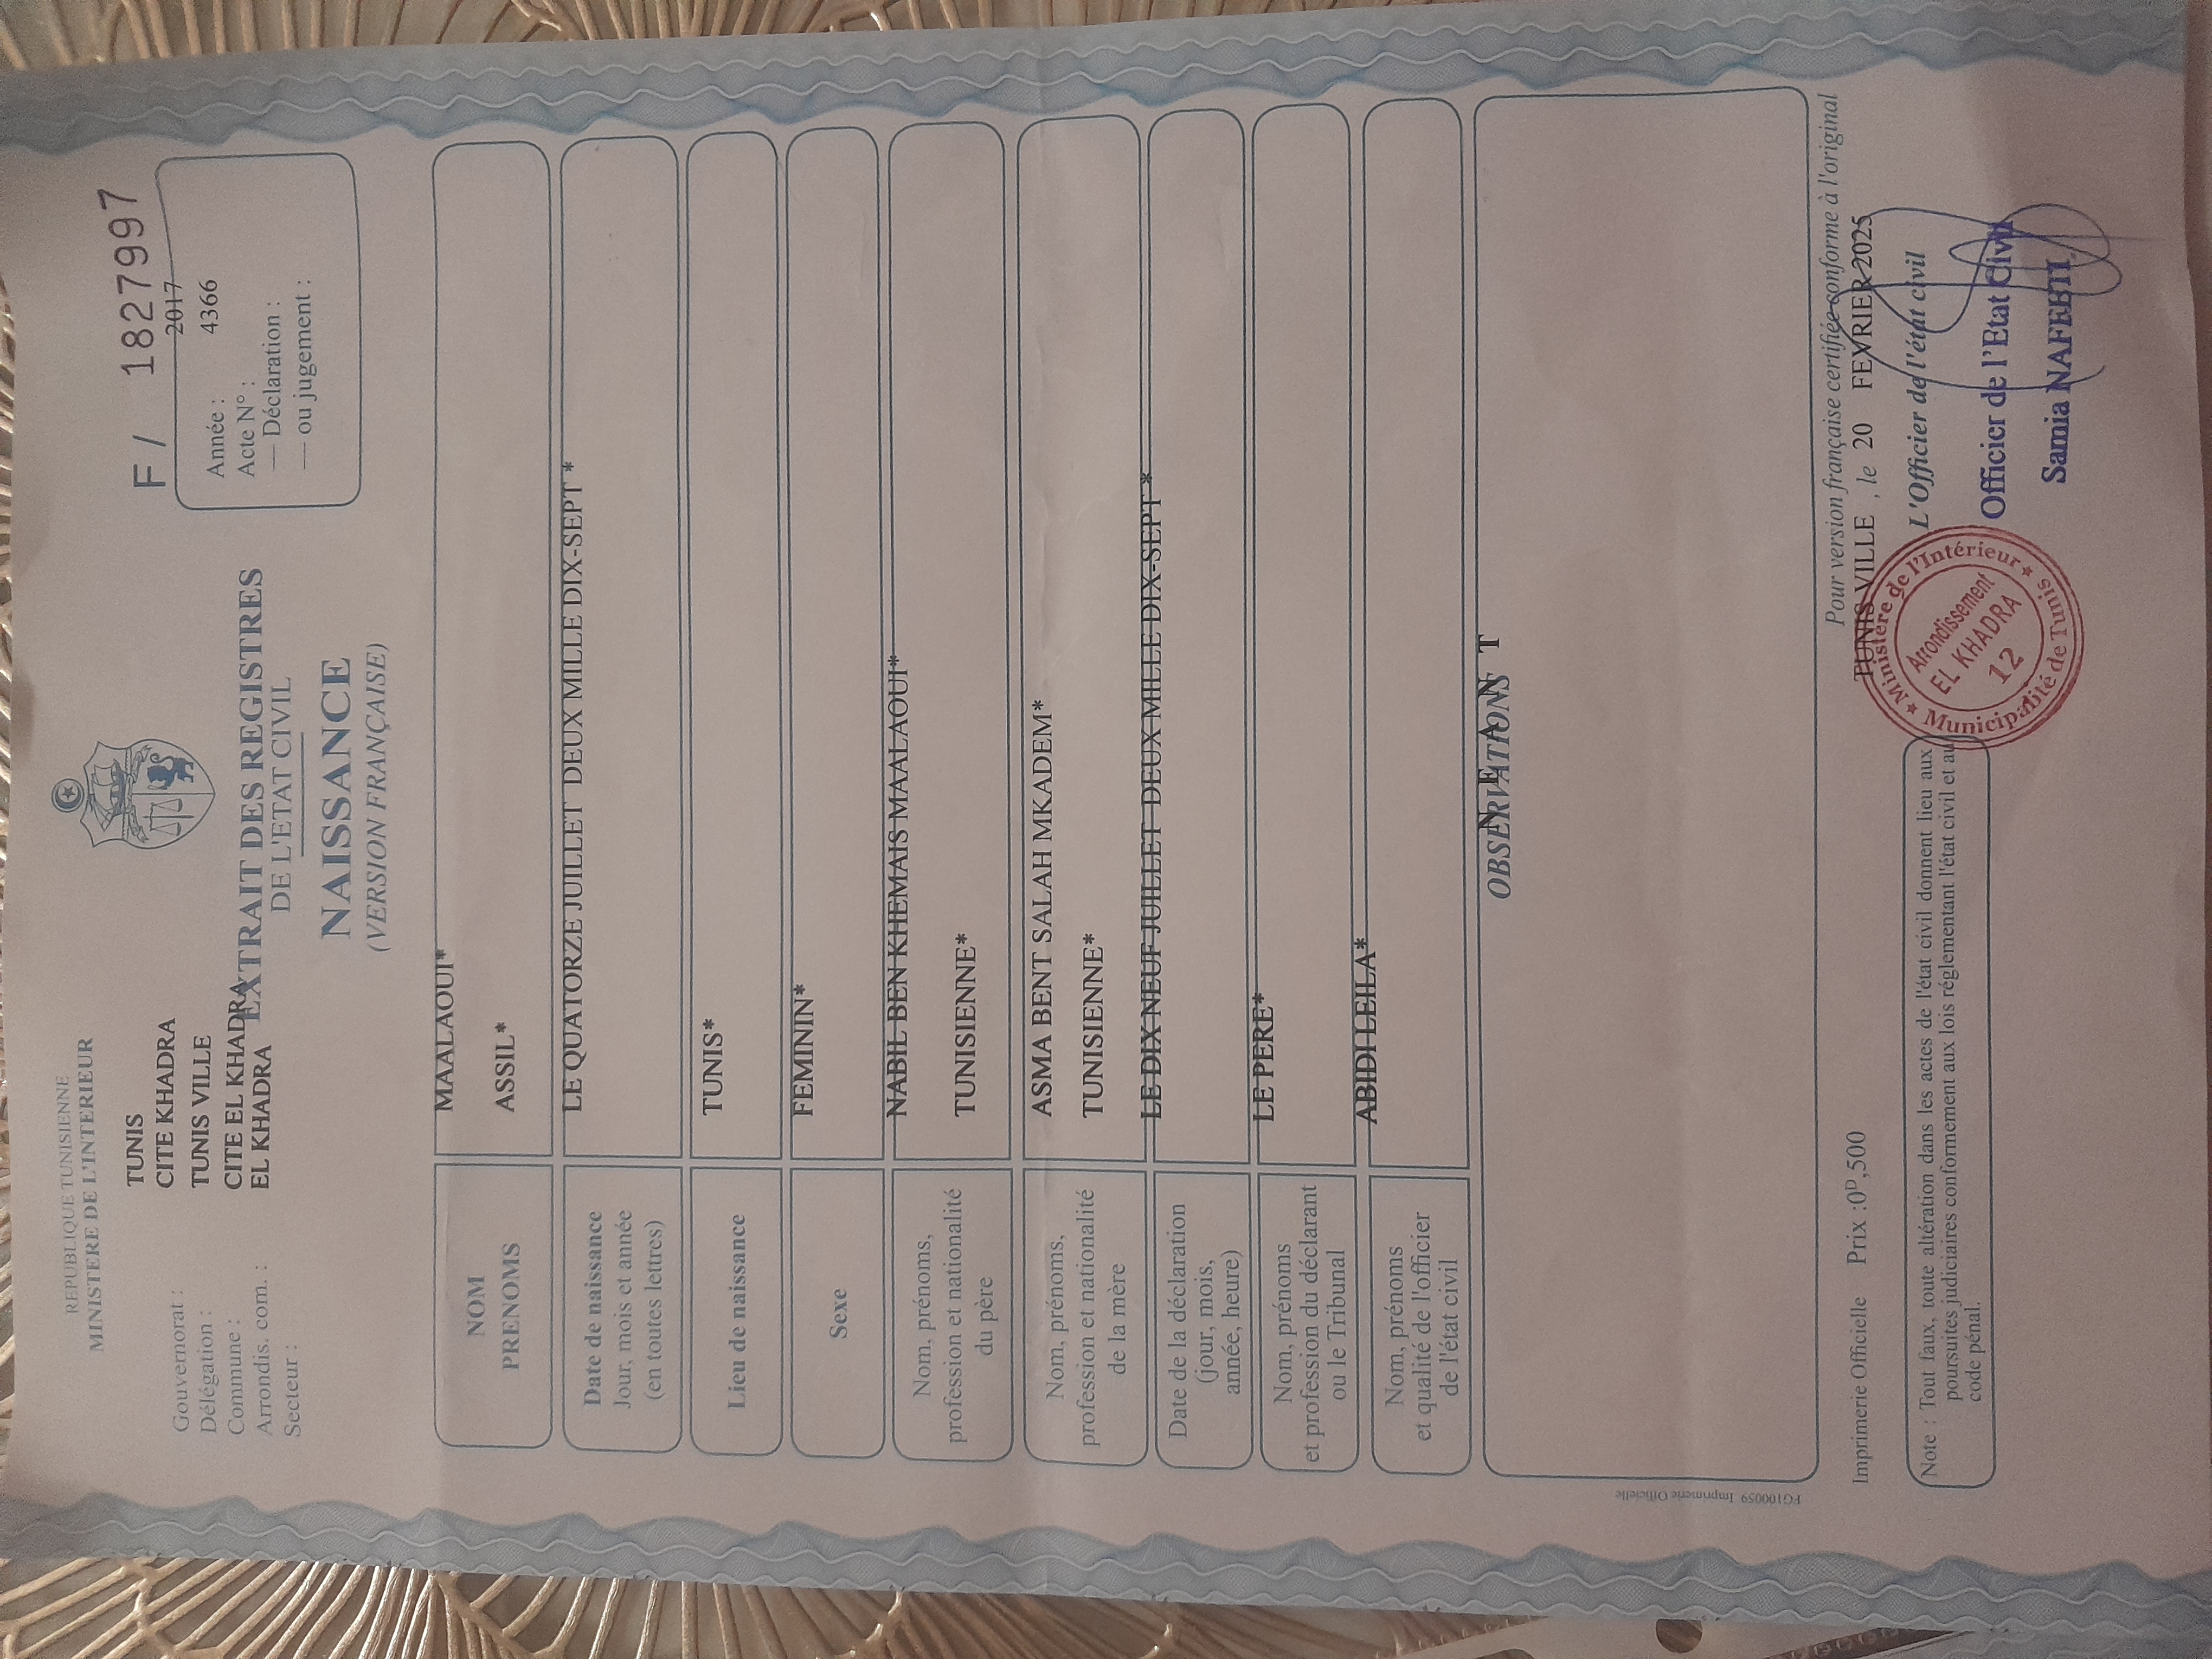 REPUBLIQUE TUNISIENNE
MINISTERE DE L'INTERIEUR
Gouvernorat : TUNIS
Délégation : CITE KHADRA
Commune : TUNIS VILLE
Arrondis. com. : CITE EL KHADRA
Secteur : EL KHADRA
EXTRAIT DES REGISTRES
DE L'ETAT CIVIL
NAISSANCE
(VERSION FRANÇAISE)
F / 1827997
Année : 2017
Acte N° : 4366
— Déclaration :
— ou jugement :
NOM MAALAOUI*
PRENOMS ASSIL*
Date de naissance LE QUATORZE JUILLET DEUX MILLE DIX-SEPT *
Jour, mois et année
(en toutes lettres)
Lieu de naissance TUNIS*
Sexe FEMININ*
Nom, prénoms, NABIL BEN KHEMAIS MAALAOUI*
profession et nationalité TUNISIENNE*
du père
Nom, prénoms, ASMA BENT SALAH MKADEM*
profession et nationalité TUNISIENNE*
de la mère
Date de la déclaration LE DIX NEUF JUILLET DEUX MILLE DIX-SEPT *
(jour, mois,
année, heure)
Nom, prénoms LE PERE*
et profession du déclarant
ou le Tribunal
Nom, prénoms ABIDI LEILA*
et qualité de l'officier
de l'état civil
OBSERVATIONS
N E A N T
FG100059 Imprimerie Officielle
Imprimerie Officielle Prix :0ᴰ,500
Pour version française certifiée conforme à l'original
TUNIS VILLE , le 20 FEVRIER 2025
L'Officier de l'état civil
Officier de l'Etat Civil
Samia NAFETI
Ministère de l'Intérieur
Municipalité de Tunis
Arrondissement
EL KHADRA
12
Note : Tout faux, toute altération dans les actes de l'état civil donnent lieu aux
poursuites judiciaires conformement aux lois réglementant l'état civil et au
code pénal.